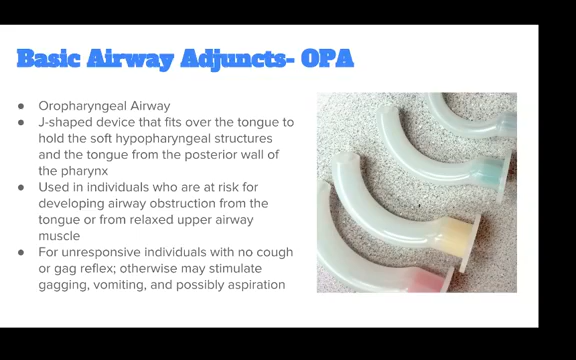 Basic Airway Adjuncts- OPA
● Oropharyngeal Airway
● J-shaped device that fits over the tongue to
hold the soft hypopharyngeal structures
and the tongue from the posterior wall of
the pharynx
● Used in individuals who are at risk for
developing airway obstruction from the
tongue or from relaxed upper airway
muscle
● For unresponsive individuals with no cough
or gag reflex; otherwise may stimulate
gagging, vomiting, and possibly aspiration